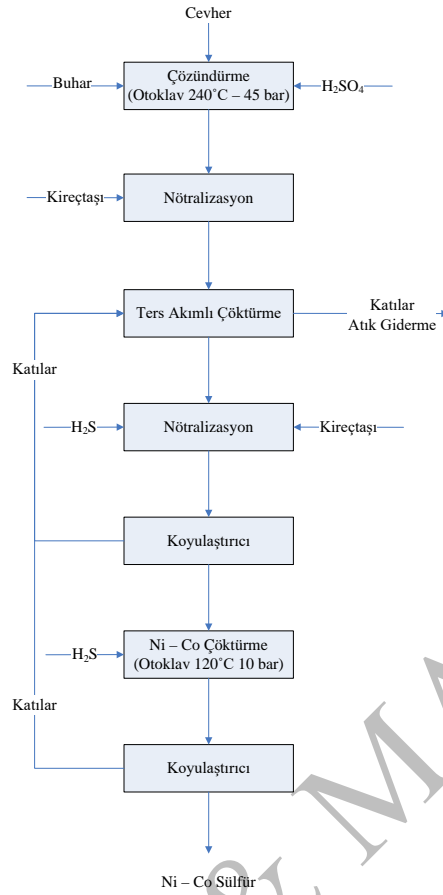 Cevher
Buhar
Çözündürme
(Otoklav 240˚C – 45 bar)
H₂SO₄
Kireçtaşı
Nötralizasyon
Ters Akımlı Çöktürme
Katılar
Atık Giderme
Katılar
H₂S
Nötralizasyon
Kireçtaşı
Koyulaştırıcı
H₂S
Ni – Co Çöktürme
(Otoklav 120˚C 10 bar)
Katılar
Koyulaştırıcı
Ni – Co Sülfür